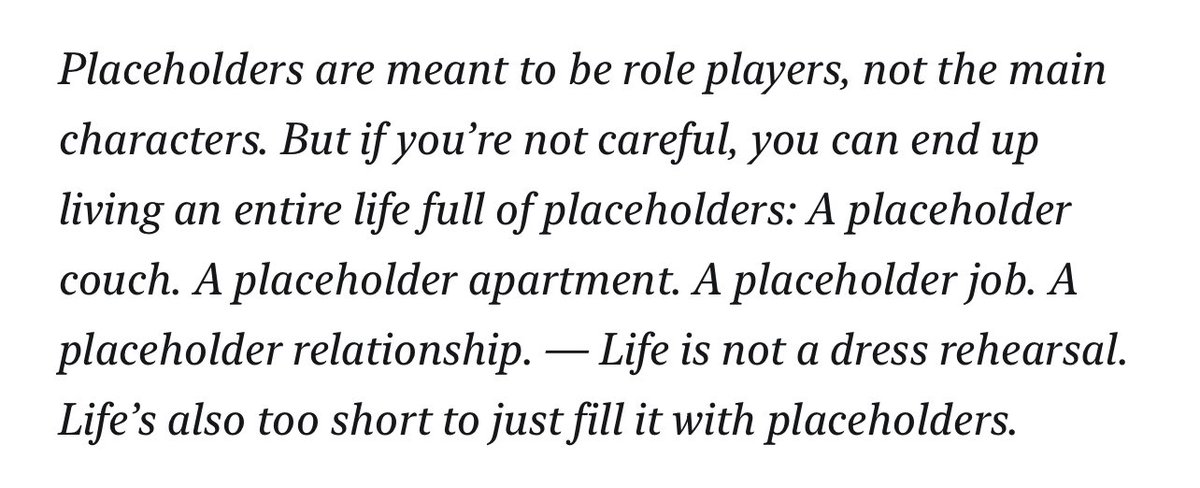 Placeholders are meant to be role players, not the main
characters. But if you’re not careful, you can end up
living an entire life full of placeholders: A placeholder
couch. A placeholder apartment. A placeholder job. A
placeholder relationship. — Life is not a dress rehearsal.
Life’s also too short to just fill it with placeholders.